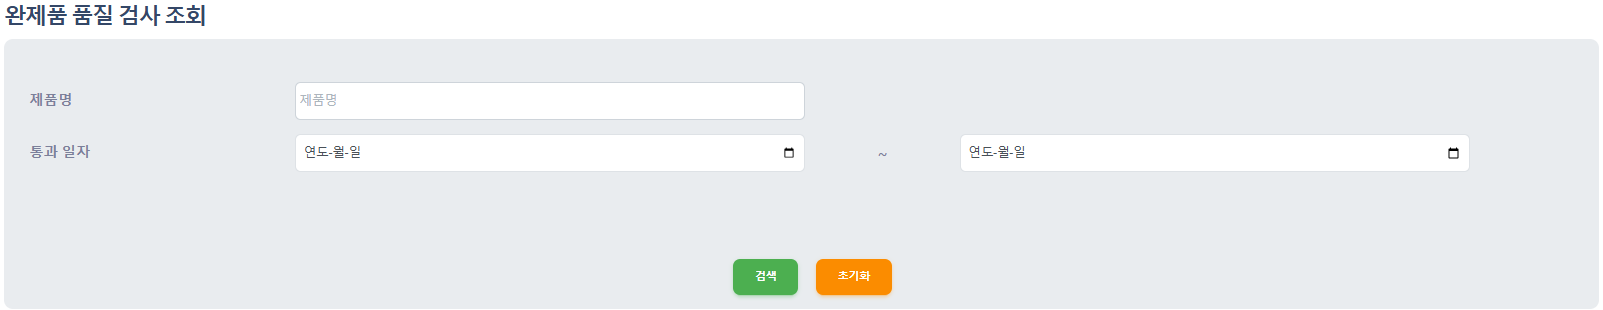 완제품 품질 검사 조회
제품명 제품명
통과 일자 연도-월-일 ~ 연도-월-일
검색 초기화